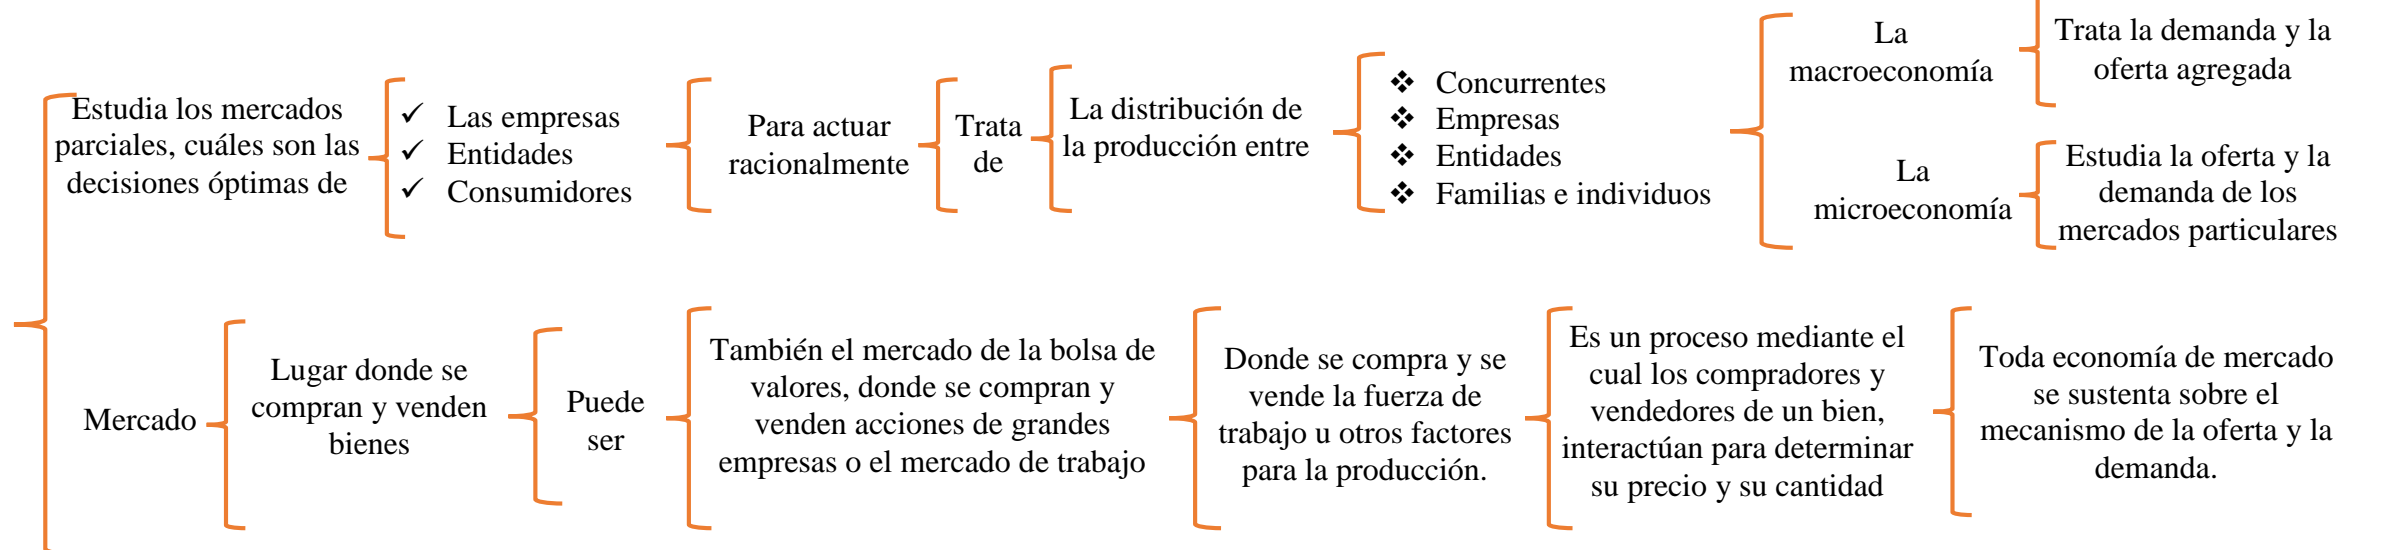 Estudia los mercados
parciales, cuáles son las
decisiones óptimas de
✓ Las empresas
✓ Entidades
✓ Consumidores
Para actuar
racionalmente
Trata
de
La distribución de
la producción entre
❖ Concurrentes
❖ Empresas
❖ Entidades
❖ Familias e individuos
La
macroeconomía
Trata la demanda y la
oferta agregada
La
microeconomía
Estudia la oferta y la
demanda de los
mercados particulares
Mercado
Lugar donde se
compran y venden
bienes
Puede
ser
También el mercado de la bolsa de
valores, donde se compran y
venden acciones de grandes
empresas o el mercado de trabajo
Donde se compra y se
vende la fuerza de
trabajo u otros factores
para la producción.
Es un proceso mediante el
cual los compradores y
vendedores de un bien,
interactúan para determinar
su precio y su cantidad
Toda economía de mercado
se sustenta sobre el
mecanismo de la oferta y la
demanda.